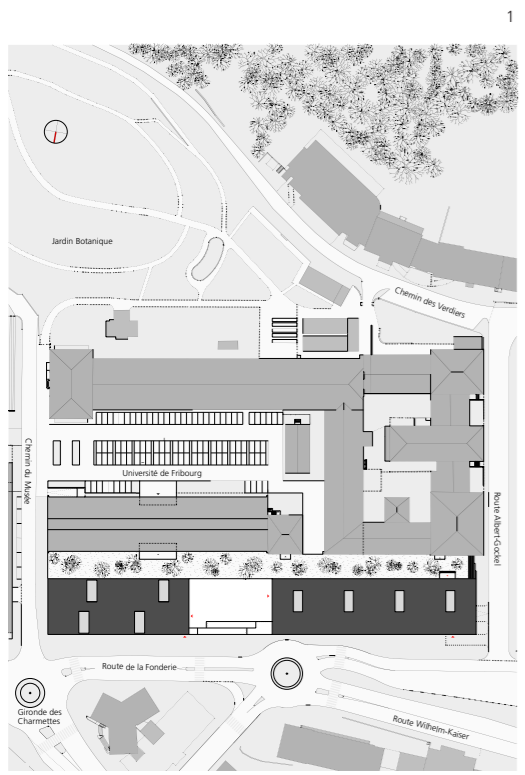 1
Jardin Botanique
Chemin des Verdiers
Chemin du Musée
Université de Fribourg
Route Albert-Gockel
Route de la Fonderie
Gironde des
Charmettes
Route Wilhelm-Kaiser